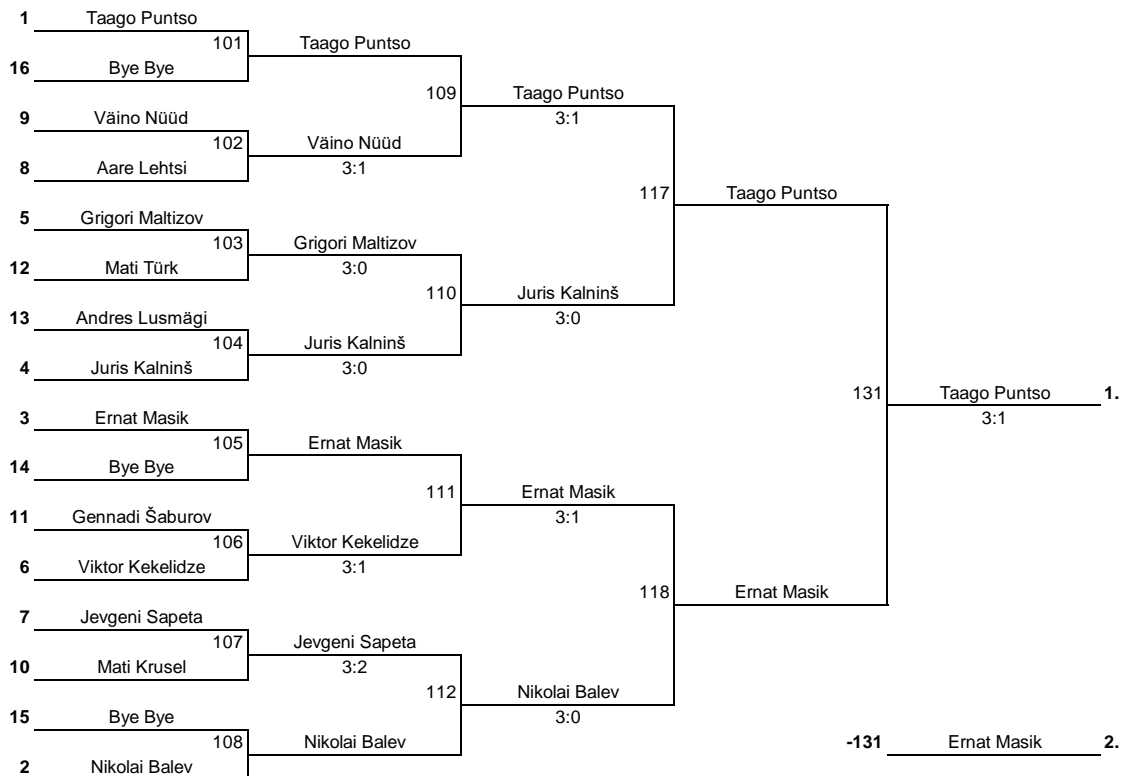 1 Taago Puntso
101 Taago Puntso
16 Bye Bye
109 Taago Puntso
9 Väino Nüüd 3:1
102 Väino Nüüd
8 Aare Lehtsi 3:1
117 Taago Puntso
5 Grigori Maltizov
103 Grigori Maltizov
12 Mati Türk 3:0
110 Juris Kalninš
13 Andres Lusmägi 3:0
104 Juris Kalninš
4 Juris Kalninš 3:0
131 Taago Puntso 1.
3 Ernat Masik 3:1
105 Ernat Masik
14 Bye Bye
111 Ernat Masik
11 Gennadi Šaburov 3:1
106 Viktor Kekelidze
6 Viktor Kekelidze 3:1
118 Ernat Masik
7 Jevgeni Sapeta
107 Jevgeni Sapeta
10 Mati Krusel 3:2
112 Nikolai Balev
15 Bye Bye 3:0
108 Nikolai Balev -131 Ernat Masik 2.
2 Nikolai Balev